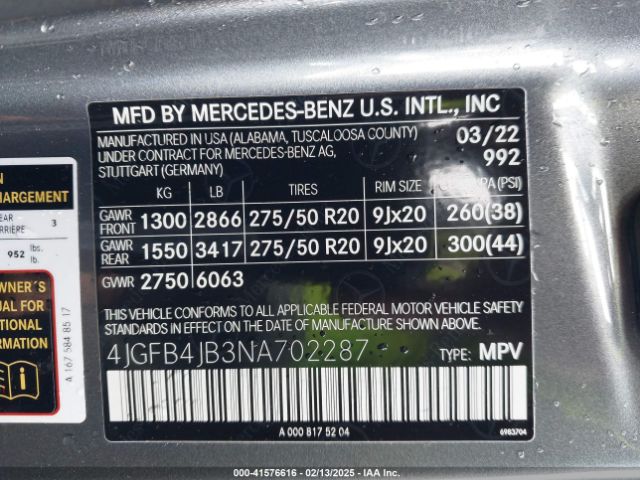 MFD BY MERCEDES-BENZ U.S. INTL., INC
MANUFACTURED IN USA (ALABAMA, TUSCALOOSA COUNTY) 03/22
UNDER CONTRACT FOR MERCEDES-BENZ AG, 992
STUTTGART (GERMANY)
KG LB TIRES RIM SIZE KPA (PSI)
GAWR FRONT 1300 2866 275/50 R20 9Jx20 260(38)
GAWR REAR 1550 3417 275/50 R20 9Jx20 300(44)
GVWR 2750 6063
THIS VEHICLE CONFORMS TO ALL APPLICABLE FEDERAL MOTOR VEHICLE SAFETY
STANDARDS IN EFFECT ON THE DATE OF MANUFACTURE SHOWN ABOVE.
4JGFB4JB3NA702287 TYPE: MPV
A 000 817 52 04
6983704
N
CHARGEMENT
EAR 3
RRIÈRE
952 lbs.
lb.
OWNER´S
UAL FOR
TIONAL
RMATION
A 167 584 85 17
000-41576616 - 02/13/2025 - IAA Inc.